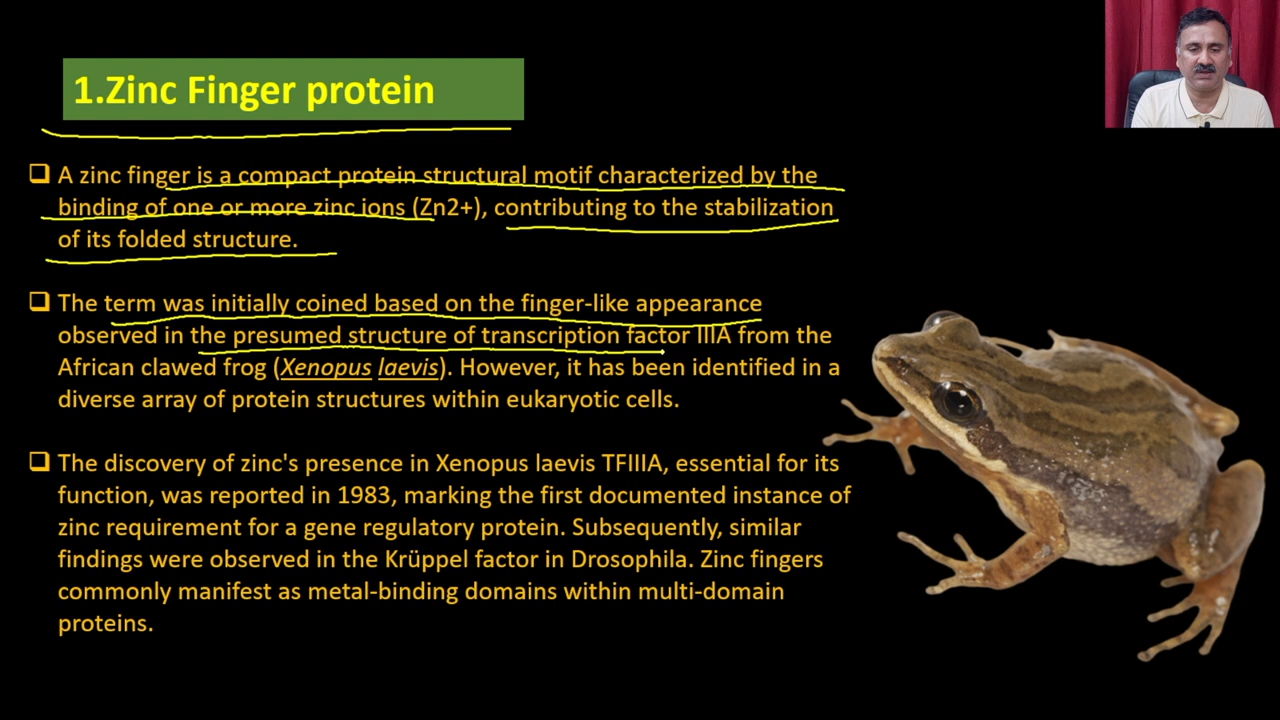 1.Zinc Finger protein
❑ A zinc finger is a compact protein structural motif characterized by the
binding of one or more zinc ions (Zn2+), contributing to the stabilization
of its folded structure.
❑ The term was initially coined based on the finger-like appearance
observed in the presumed structure of transcription factor IIIA from the
African clawed frog (Xenopus laevis). However, it has been identified in a
diverse array of protein structures within eukaryotic cells.
❑ The discovery of zinc's presence in Xenopus laevis TFIIIA, essential for its
function, was reported in 1983, marking the first documented instance of
zinc requirement for a gene regulatory protein. Subsequently, similar
findings were observed in the Krüppel factor in Drosophila. Zinc fingers
commonly manifest as metal-binding domains within multi-domain
proteins.